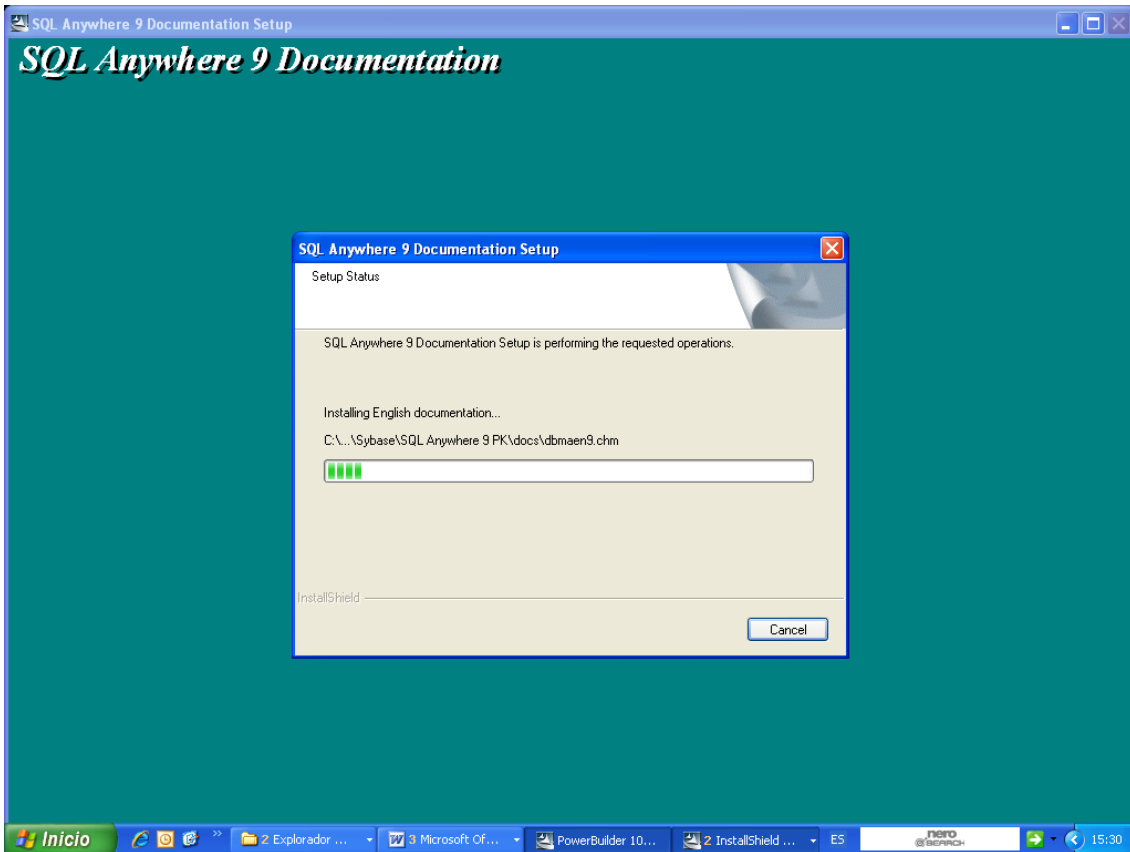 SQL Anywhere 9 Documentation Setup
SQL Anywhere 9 Documentation
SQL Anywhere 9 Documentation Setup
Setup Status
SQL Anywhere 9 Documentation Setup is performing the requested operations.
Installing English documentation...
C:\...\Sybase\SQL Anywhere 9 PK\docs\dbmaen9.chm
InstallShield
Cancel
Inicio » 2 Explorador ... 3 Microsoft Of... PowerBuilder 10... 2 InstallShield ... ES nero SEARCH 15:30